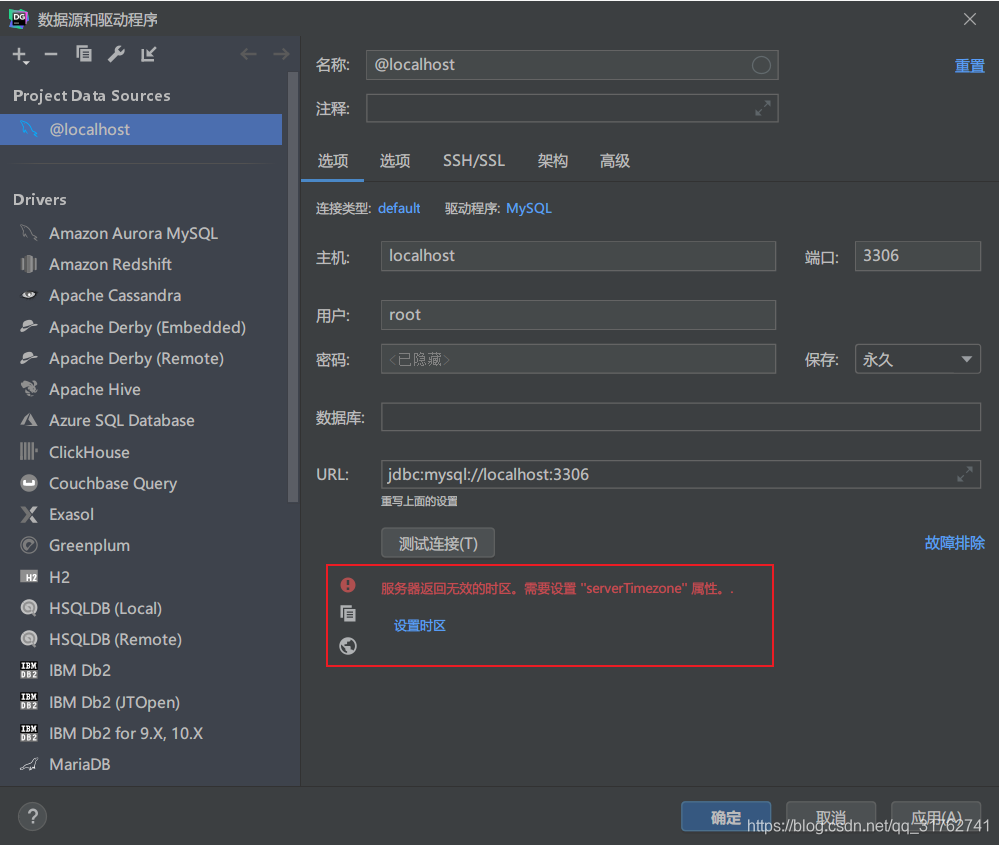 数据源和驱动程序
Project Data Sources
@localhost
Drivers
Amazon Aurora MySQL
Amazon Redshift
Apache Cassandra
Apache Derby (Embedded)
Apache Derby (Remote)
Apache Hive
Azure SQL Database
ClickHouse
Couchbase Query
Exasol
Greenplum
H2
HSQLDB (Local)
HSQLDB (Remote)
IBM Db2
IBM Db2 (JTOpen)
IBM Db2 for 9.X, 10.X
MariaDB
名称: @localhost
重置
注释:
选项 选项 SSH/SSL 架构 高级
连接类型: default 驱动程序: MySQL
主机: localhost 端口: 3306
用户: root
密码: <已隐藏> 保存: 永久
数据库:
URL: jdbc:mysql://localhost:3306
重写上面的设置
测试连接(T) 故障排除
服务器返回无效的时区。需要设置 "serverTimezone" 属性。.
设置时区
? 确定 取消 应用(A)
https://blog.csdn.net/qq_31762741